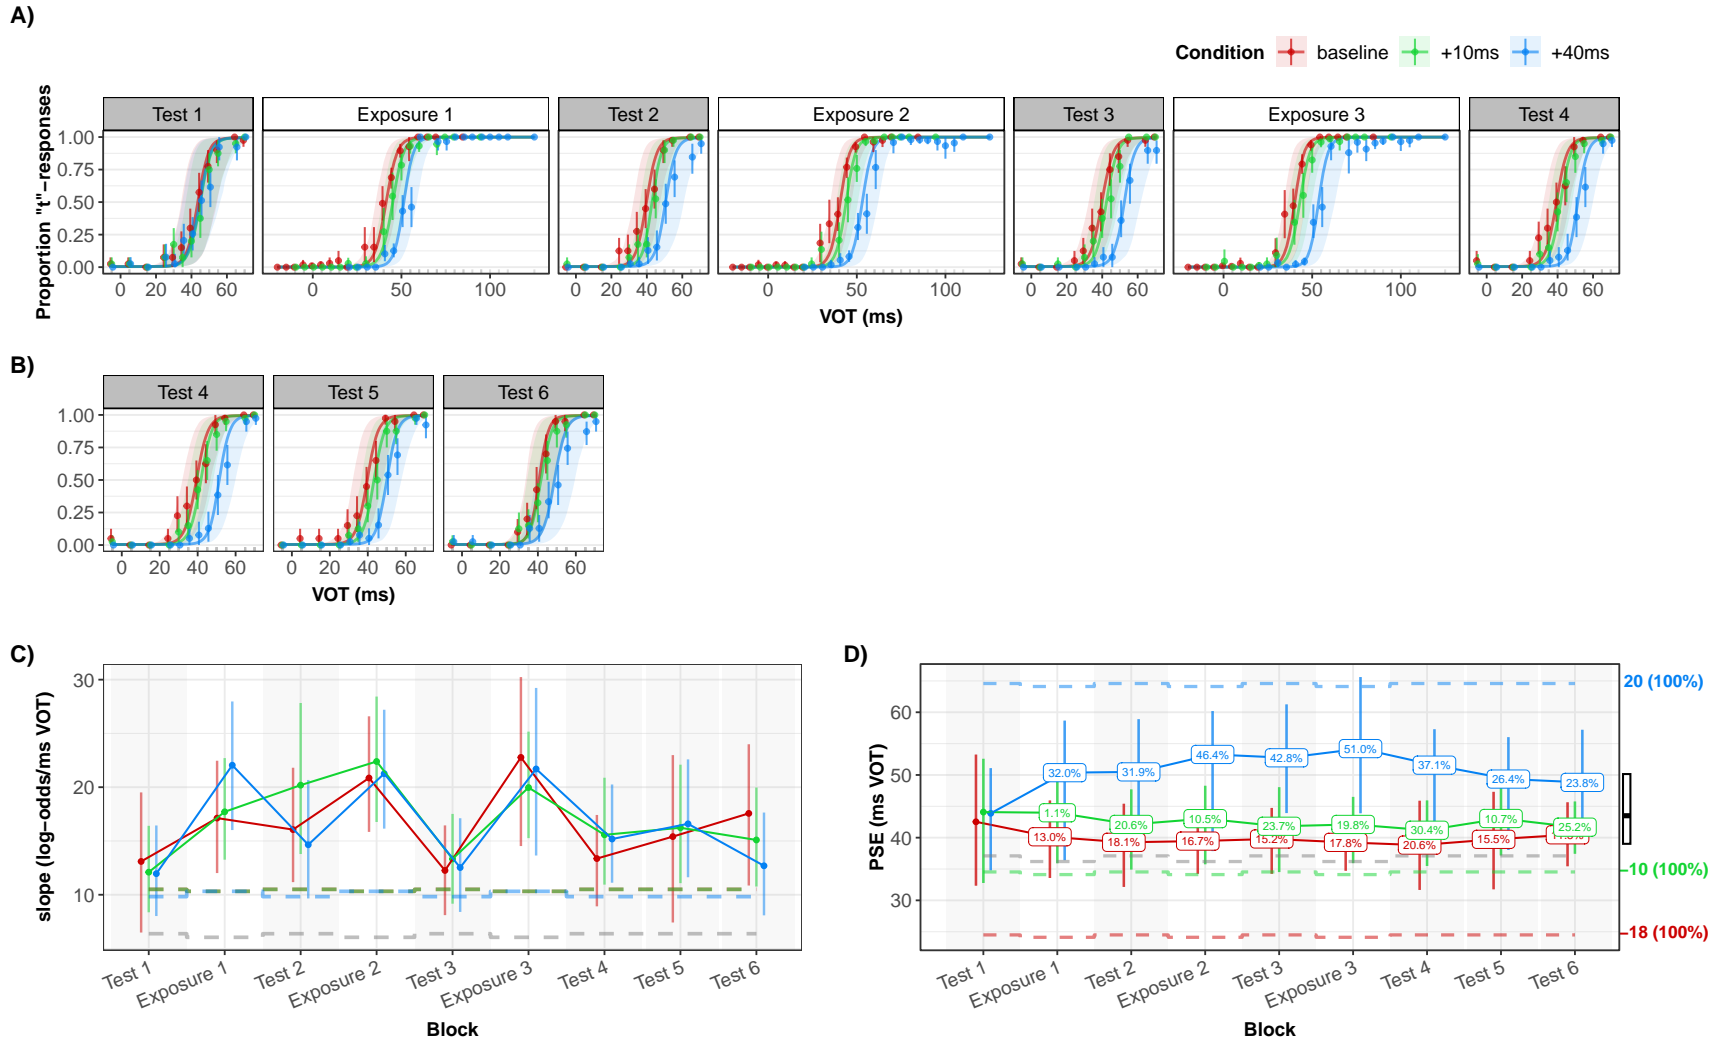 A)
Condition baseline +10ms +40ms
Test 1 Exposure 1 Test 2 Exposure 2 Test 3 Exposure 3 Test 4
Proportion "t"−responses
1.00
0.75
0.50
0.25
0.00
0 20 40 60 0 50 100 0 20 40 60 0 50 100 0 20 40 60 0 50 100 0 20 40 60
VOT (ms)
B)
Test 4 Test 5 Test 6
1.00
0.75
0.50
0.25
0.00
0 20 40 60 0 20 40 60 0 20 40 60
VOT (ms)
C)
slope (log−odds/ms VOT)
30
20
10
Test 1 Exposure 1 Test 2 Exposure 2 Test 3 Exposure 3 Test 4 Test 5 Test 6
Block
D)
PSE (ms VOT)
60
50
40
30
20 (100%)
−10 (100%)
−18 (100%)
32.0% 31.9% 46.4% 42.8% 51.0% 37.1% 26.4% 23.8%
1.1% 20.6% 10.5% 23.7% 19.8% 30.4% 10.7% 25.2%
13.0% 18.1% 16.7% 15.2% 17.8% 20.6% 15.5%
Test 1 Exposure 1 Test 2 Exposure 2 Test 3 Exposure 3 Test 4 Test 5 Test 6
Block